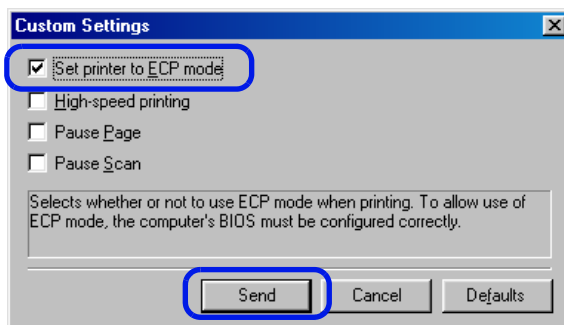 Custom Settings
Set printer to ECP mode
High-speed printing
Pause Page
Pause Scan
Selects whether or not to use ECP mode when printing. To allow use of
ECP mode, the computer's BIOS must be configured correctly.
Send
Cancel
Defaults